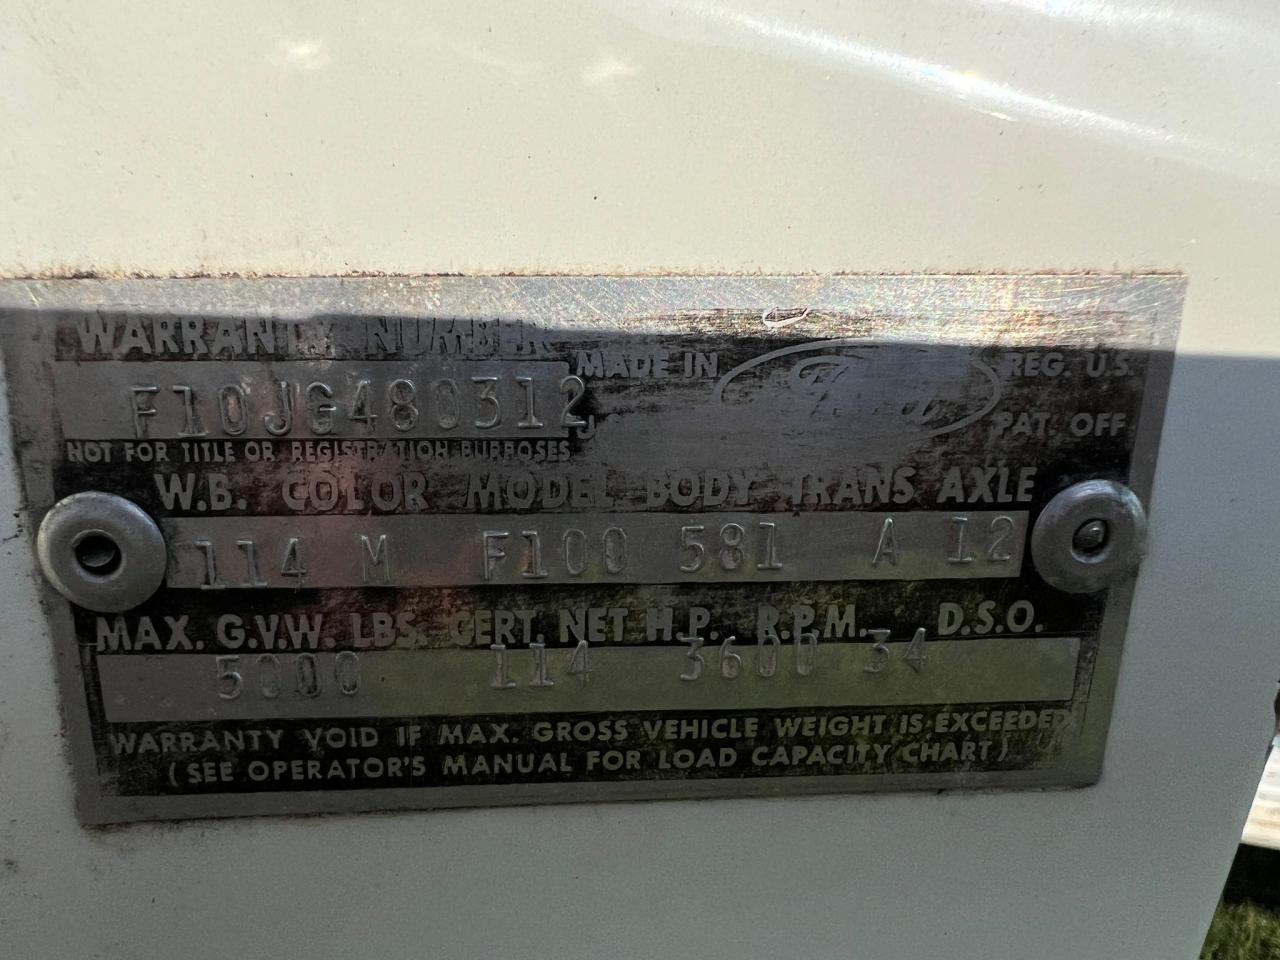 WARRANTY NUMBER
MADE IN Ford REG. U.S.
F10JG480312
U PAT. OFF
NOT FOR TITLE OR REGISTRATION PURPOSES
W.B. COLOR MODEL BODY TRANS AXLE
114 M F100 581 A 12
MAX. G.V.W. LBS. CERT. NET H.P. R.P.M. D.S.O.
5000 114 3600 34
WARRANTY VOID IF MAX. GROSS VEHICLE WEIGHT IS EXCEEDED
(SEE OPERATOR'S MANUAL FOR LOAD CAPACITY CHART)